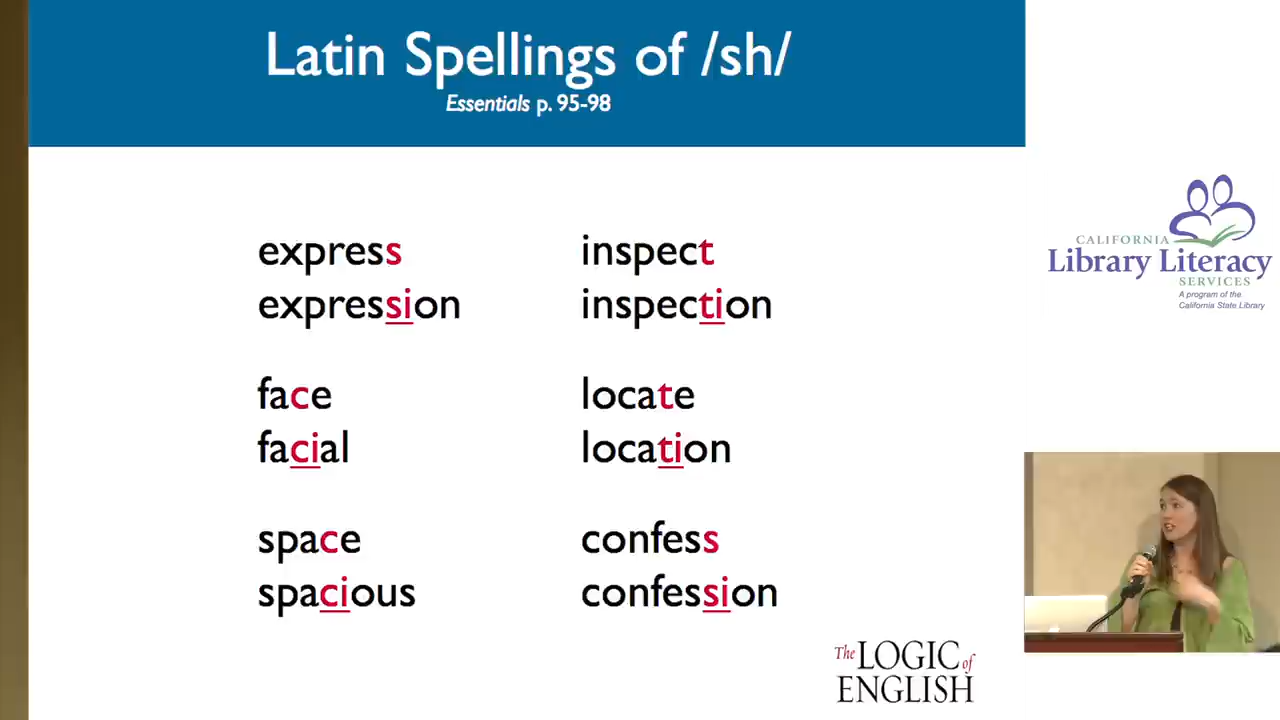 Latin Spellings of /sh/
Essentials p. 95-98
express
expression
inspect
inspection
face
facial
locate
location
space
spacious
confess
confession
CALIFORNIA
Library Literacy
SERVICES
A program of the
California State Library
The LOGIC of
ENGLISH